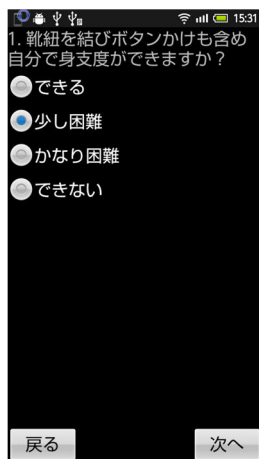 15:31
1. 靴紐を結びボタンかけも含め
自分で身支度ができますか？
できる
少し困難
かなり困難
できない
戻る
次へ